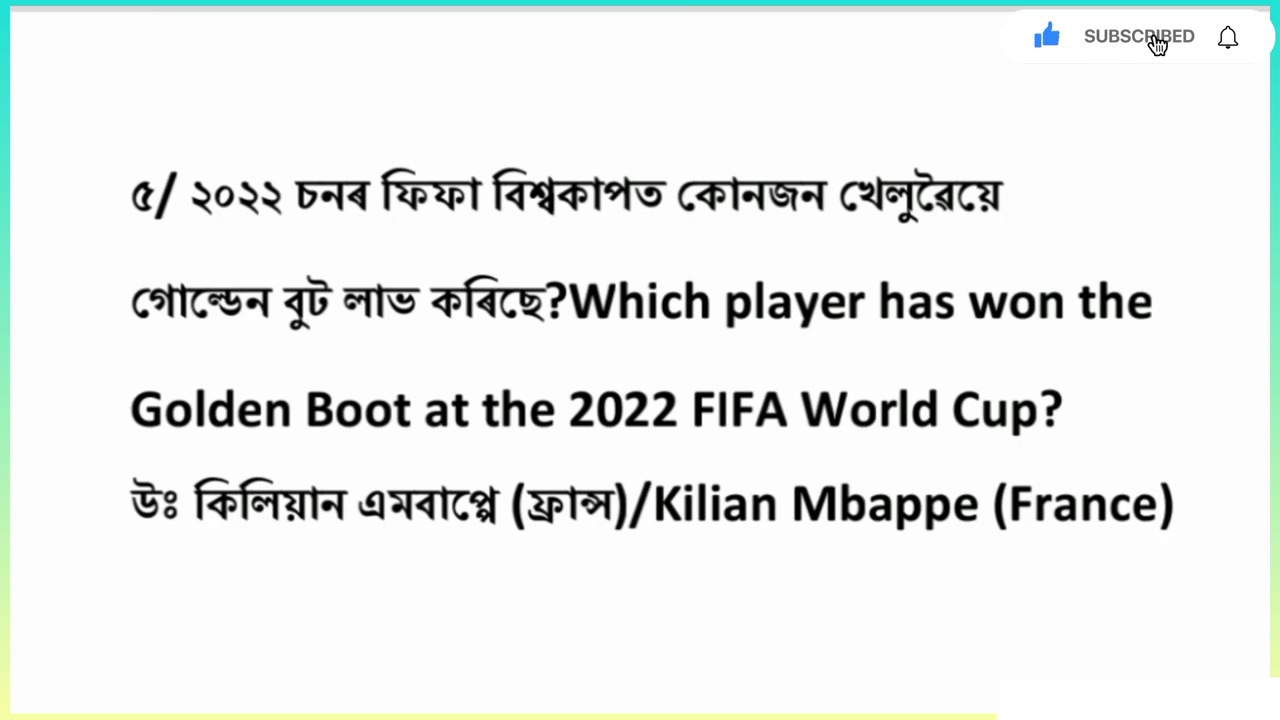 SUBSCRIBED
৫/ ২০২২ চনৰ ফিফা বিশ্বকাপত কোনজন খেলুৱৈয়ে
গোল্ডেন বুট লাভ কৰিছে?Which player has won the
Golden Boot at the 2022 FIFA World Cup?
উঃ কিলিয়ান এমবাপ্পে (ফ্ৰান্স)/Kilian Mbappe (France)